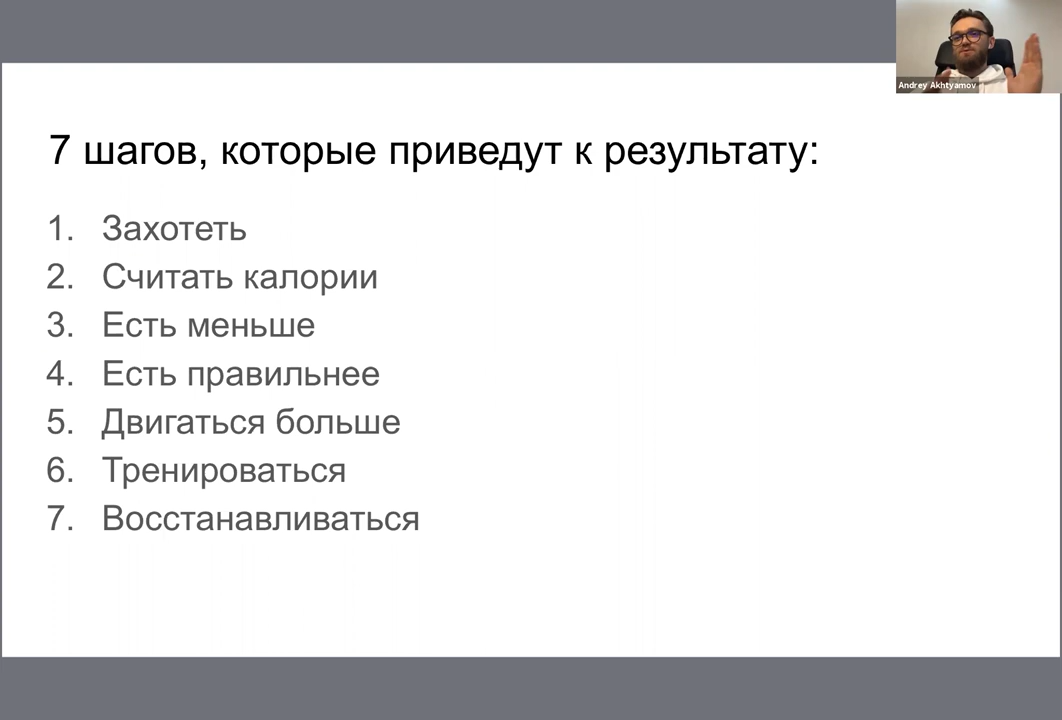 Andrey Akhtyamov
7 шагов, которые приведут к результату:
1. Захотеть
2. Считать калории
3. Есть меньше
4. Есть правильнее
5. Двигаться больше
6. Тренироваться
7. Восстанавливаться